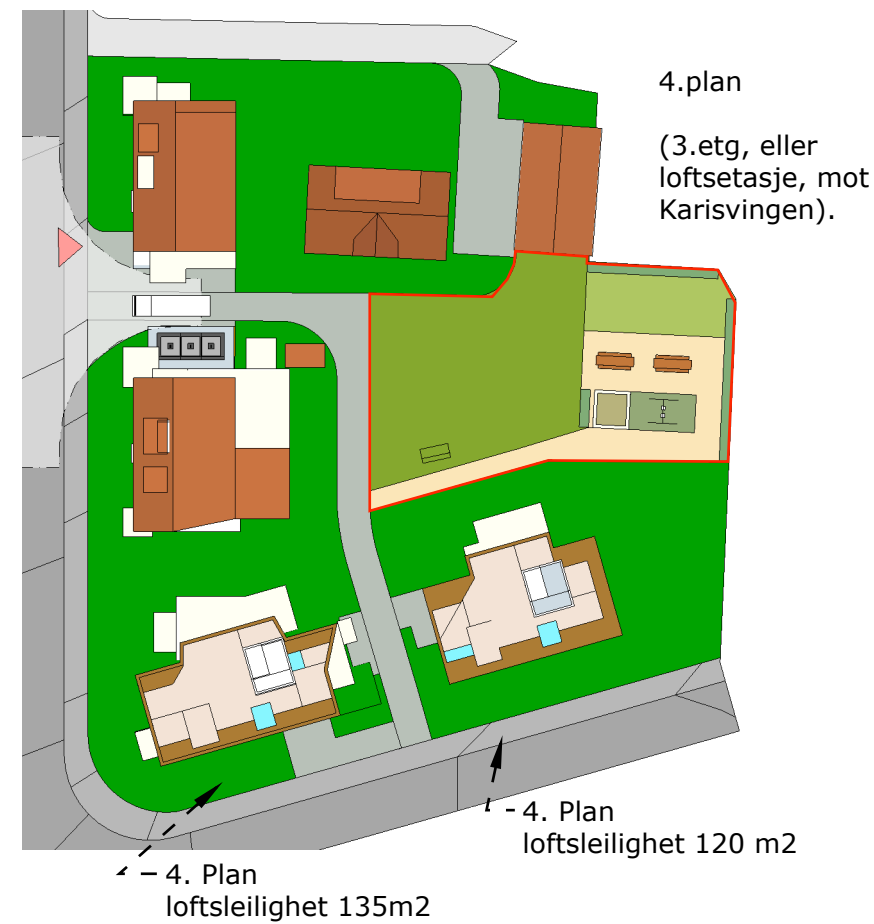 4.plan
(3.etg, eller
loftsetasje, mot
Karisvingen).
4. Plan
loftsleilighet 120 m2
4. Plan
loftsleilighet 135m2